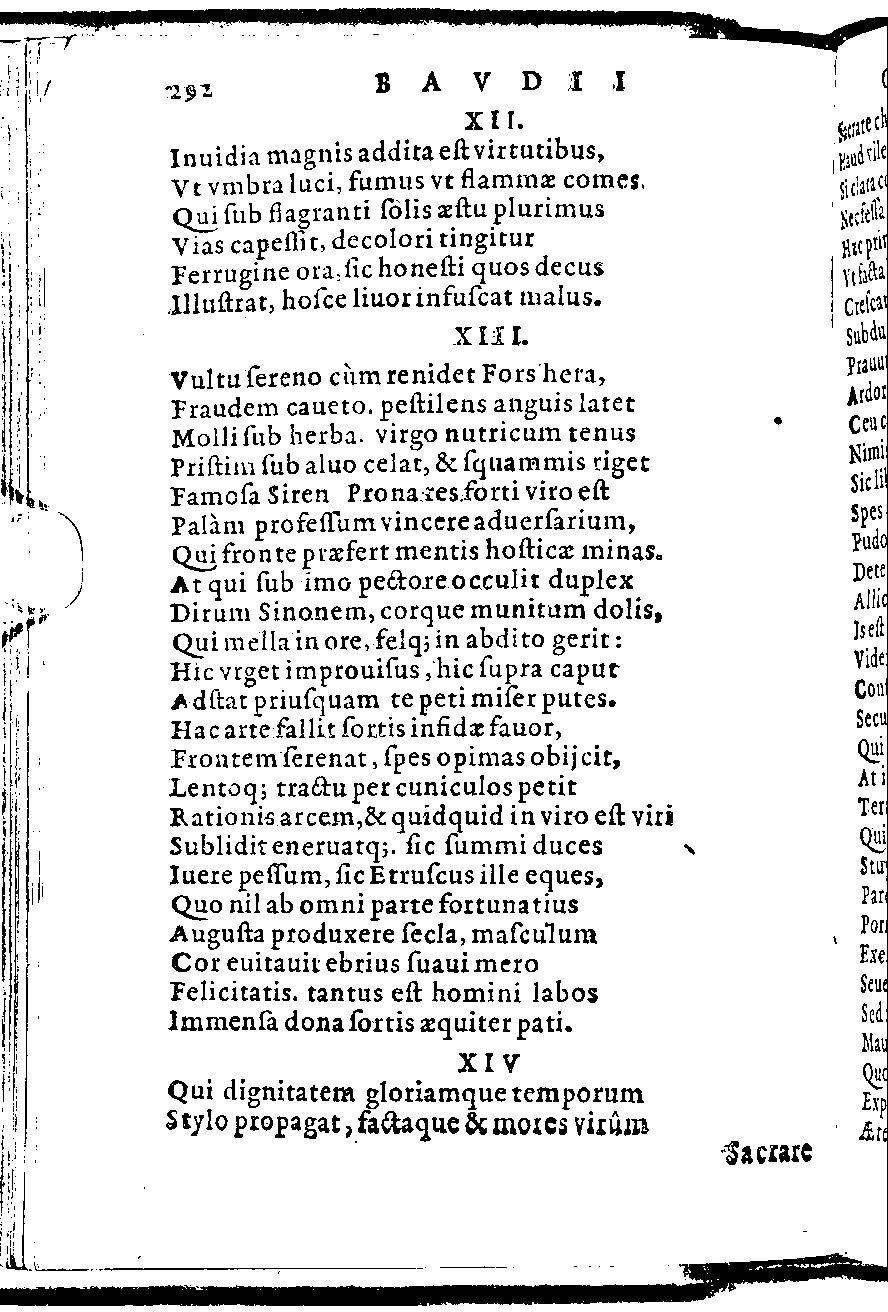 292 BAVDII
XII.
Inuidia magnis addita eſt virtutibus,
Vt vmbra luci, fumus vt flammæ comes.
Qui ſub flagranti ſolis æſtu plurimus
Vias capeſſit, decolori tingitur
Ferrugine ora, ſic honeſti quos decus
Illuſtrat, hoſce liuor infuſcat malus.
XIII.
Vultu ſereno cùm renidet Fors hera,
Fraudem caueto. peſtilens anguis latet
Molli ſub herba. virgo nutricum tenus
Priſtim ſub aluo celat, & ſquammis riget
Famoſa Siren Prona res forti viro eſt
Palàm profeſſum vincere aduerſarium,
Qui fronte præfert mentis hoſticæ minas.
At qui ſub imo pectore occulit duplex
Dirum Sinonem, corque munitum dolis,
Qui mella in ore, felq; in abdito gerit:
Hic vrget improuiſus, hic ſupra caput
Adſtat priuſquam te peti miſer putes.
Hac arte fallit ſortis infidæ fauor,
Frontem ſerenat, ſpes opimas obijcit,
Lentoq; tractu per cuniculos petit
Rationis arcem, & quidquid in viro eſt viri
Sublidit eneruatq;. ſic ſummi duces
Iuere peſſum, ſic Etruſcus ille eques,
Quo nil ab omni parte fortunatius
Auguſta produxere ſecla, maſculum
Cor euitauit ebrius ſuaui mero
Felicitatis. tantus eſt homini labos
Immenſa dona ſortis æquiter pati.
XIV
Qui dignitatem gloriamque temporum
Stylo propagat, factaque & mores virûm
Sacrare
Sacrare
Haud vile
Si clara
Nec feſſa
Hac
Vt facta
Subdu
Ardor
Ceu
Nimi
Sic
Spes
Pudo
Dete
Allic
Is eſt
Vide
Secu
Qui
At i
Ter
Qui
Par
Por
Exe
Seue
Sed
Mau
Quo
Exp